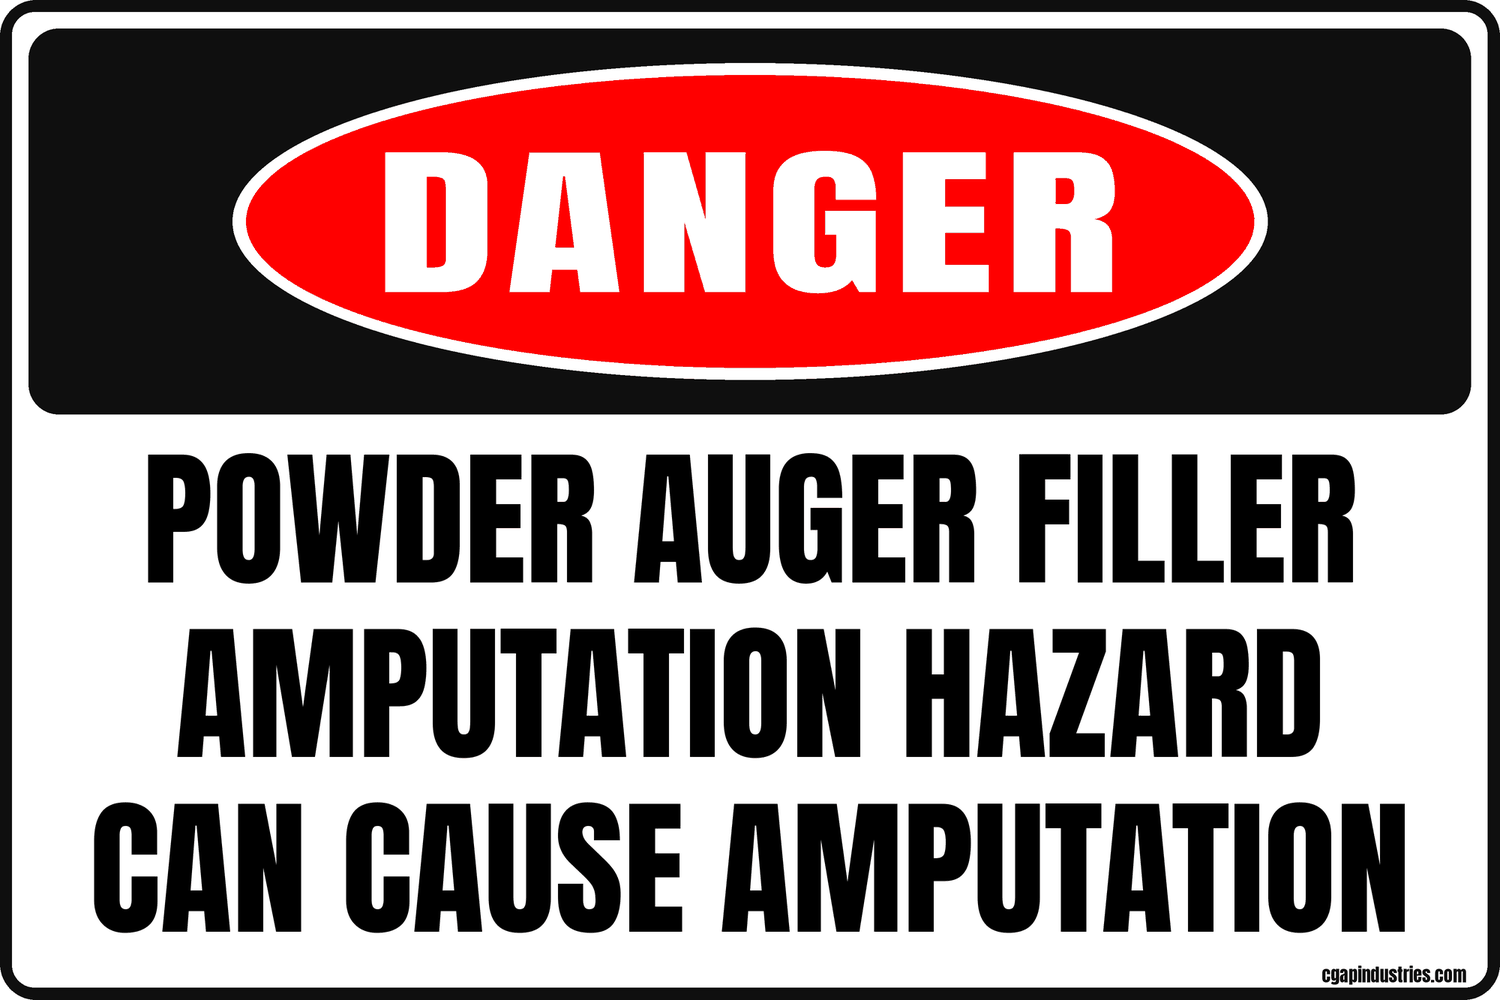 DANGER
POWDER AUGER FILLER
AMPUTATION HAZARD
CAN CAUSE AMPUTATION
cgapindustries.com